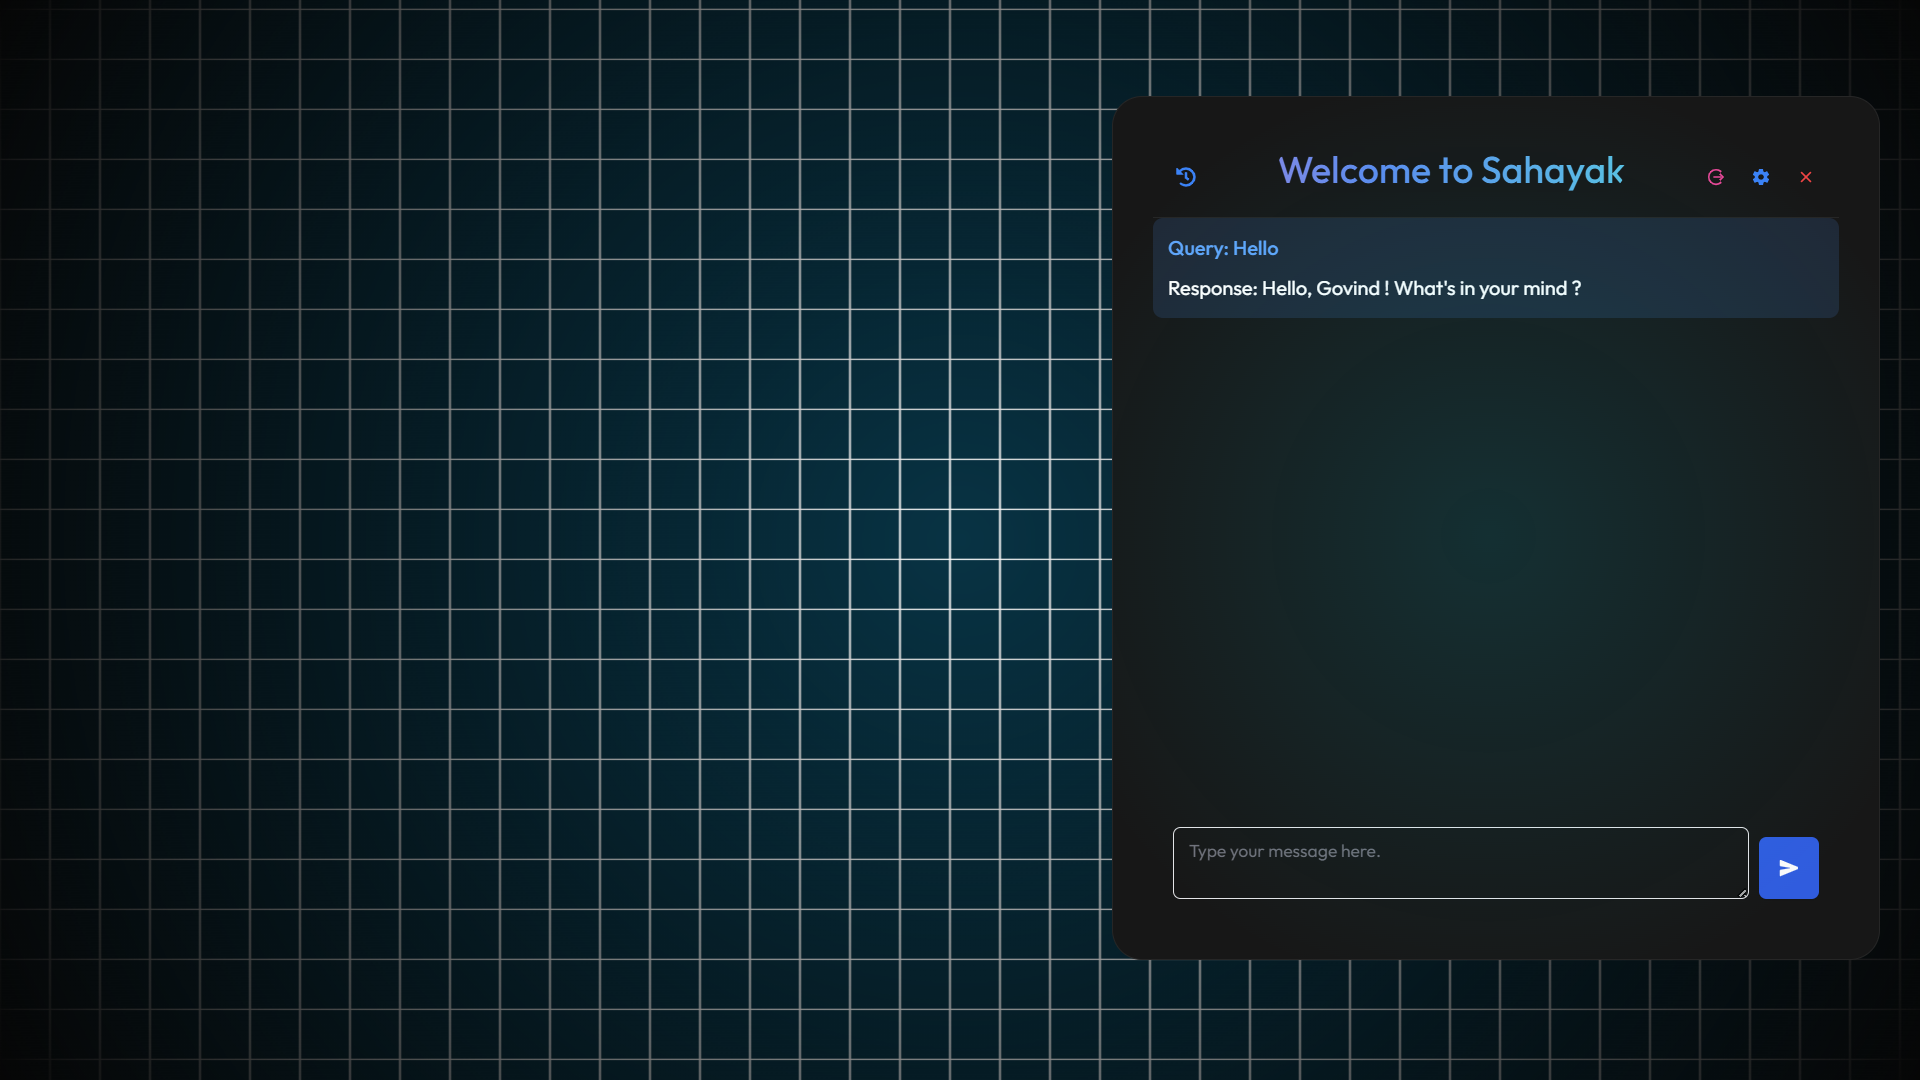 Welcome to Sahayak
Query: Hello
Response: Hello, Govind ! What's in your mind ?
Type your message here.